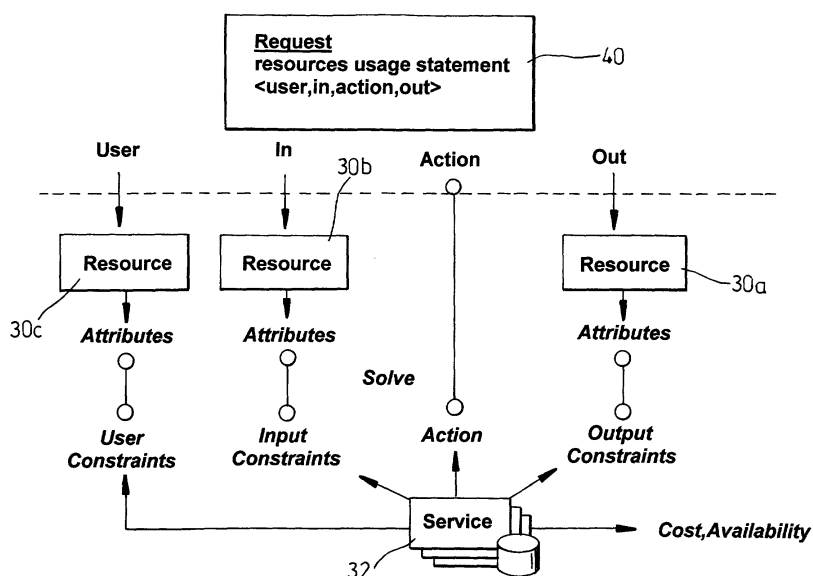 Request
resources usage statement
<user,in,action,out>
40
User
In
Action
Out
30b
Resource
Resource
Resource
30c
30a
Attributes
Attributes
Attributes
Solve
User
Constraints
Input
Constraints
Action
Output
Constraints
Service
Cost,Availability
32